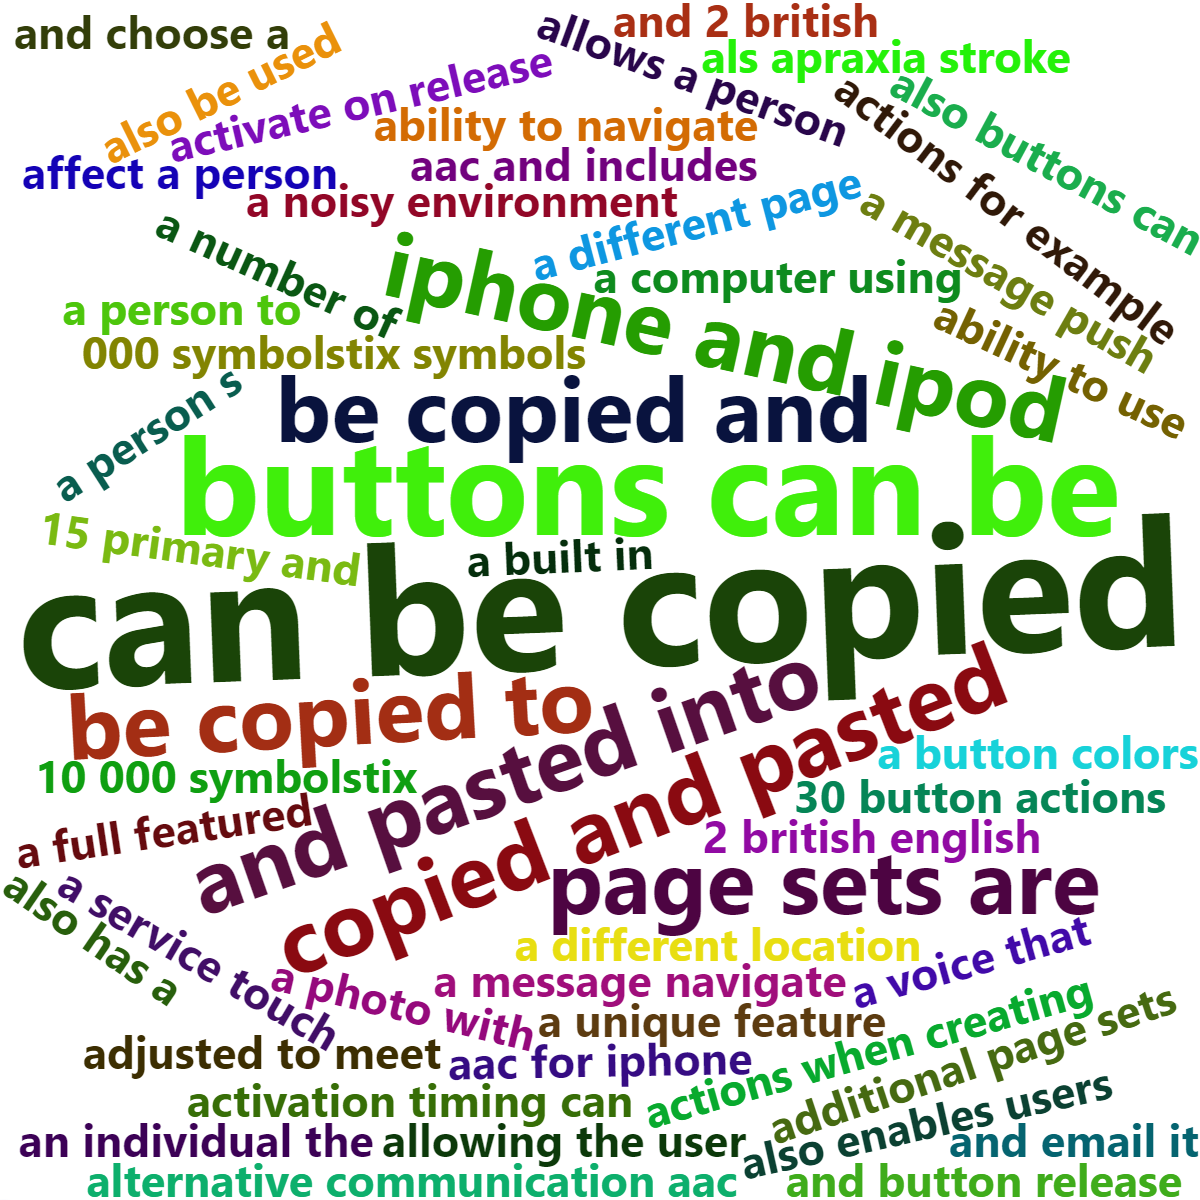 and choose a
and 2 british
also be used
allows a person
als apraxia stroke
activate on release
ability to navigate
actions for example
also buttons can
affect a person
aac and includes
a noisy environment
a different page
a message push
a number of
iphone and ipod
a computer using
a person to
ability to use
000 symbolstix symbols
be copied and
a person s
buttons can be
15 primary and
a built in
can be copied
be copied to
and pasted into
copied and pasted
a button colors
10 000 symbolstix
30 button actions
a full featured
2 british english
page sets are
also has a
a service touch
a different location
a voice that
a photo with
a message navigate
a unique feature
actions when creating
additional page sets
adjusted to meet
aac for iphone
activation timing can
also enables users
an individual the
allowing the user
and email it
alternative communication aac
and button release